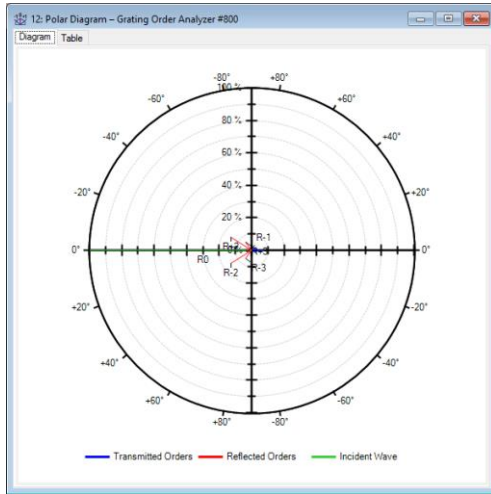 12: Polar Diagram – Grating Order Analyzer #800
Diagram Table
-80° +80°
100 %
-60° +60°
80 %
-40° 60 % +40°
40 %
-20° +20°
20 %
R-1
0° 0°
R0
R-2 R-3
+20° -20°
+40° -40°
+60° -60°
+80° -80°
Transmitted Orders Reflected Orders Incident Wave